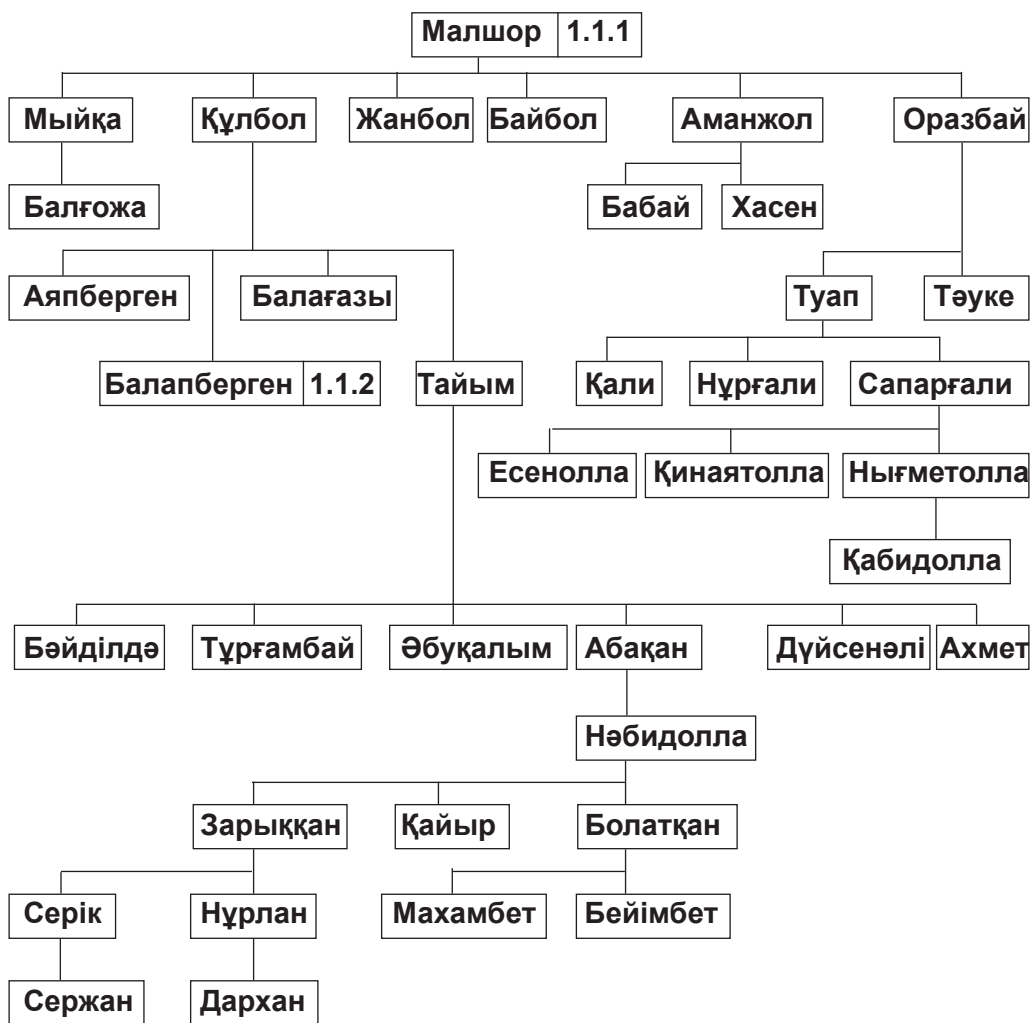 Малшор 1.1.1
Мыйқа Құлбол Жанбол Байбол Аманжол Оразбай
Балғожа Бабай Хасен
Аяпберген Балағазы Туап Тәуке
Балапберген 1.1.2 Тайым Қали Нұрғали Сапарғали
Есенолла Қинаятолла Нығметолла
Қабидолла
Бәйділдә Тұрғамбай Әбуқалым Абақан Дүйсенәлі Ахмет
Нәбидолла
Зарыққан Қайыр Болатқан
Серік Нұрлан Махамбет Бейімбет
Сержан Дархан